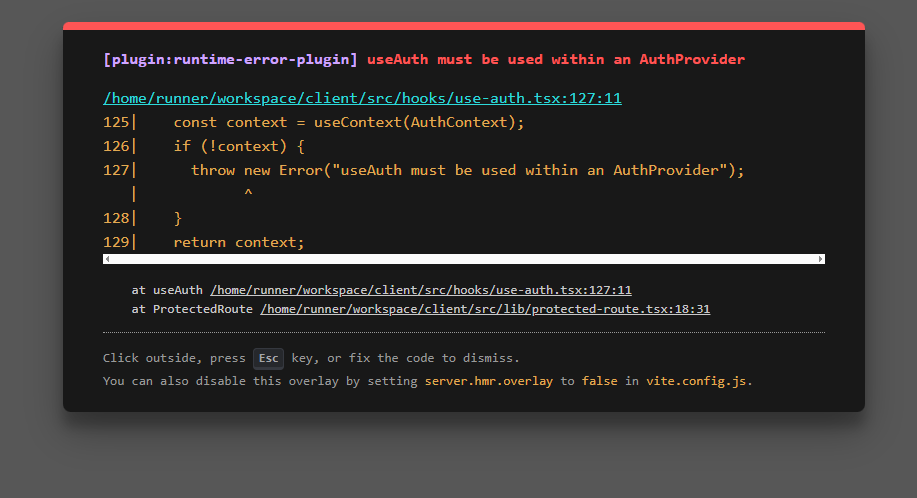 [plugin:runtime-error-plugin] useAuth must be used within an AuthProvider
/home/runner/workspace/client/src/hooks/use-auth.tsx:127:11
125|    const context = useContext(AuthContext);
126|    if (!context) {
127|      throw new Error("useAuth must be used within an AuthProvider");
   |            ^
128|    }
129|    return context;
at useAuth /home/runner/workspace/client/src/hooks/use-auth.tsx:127:11
at ProtectedRoute /home/runner/workspace/client/src/lib/protected-route.tsx:18:31
Click outside, press Esc key, or fix the code to dismiss.
You can also disable this overlay by setting server.hmr.overlay to false in vite.config.js.